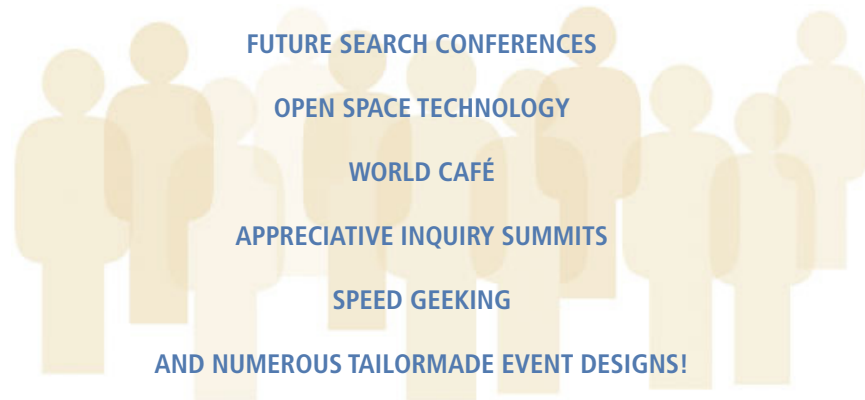 FUTURE SEARCH CONFERENCES
OPEN SPACE TECHNOLOGY
WORLD CAFÉ
APPRECIATIVE INQUIRY SUMMITS
SPEED GEEKING
AND NUMEROUS TAILORMADE EVENT DESIGNS!